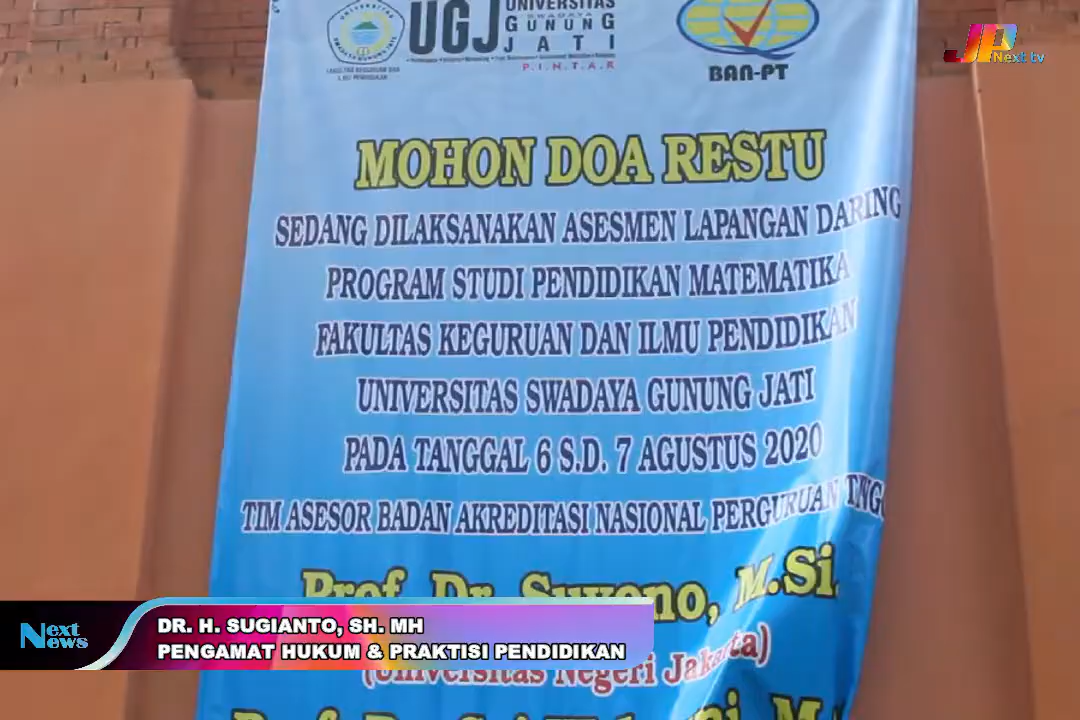 UGJ
UNIVERSITAS
SWADAYA
GUNUNG
JATI
P.I.N.T.A.R
BAN-PT
JP Next tv
MOHON DOA RESTU
SEDANG DILAKSANAKAN ASESMEN LAPANGAN DARING
PROGRAM STUDI PENDIDIKAN MATEMATIKA
FAKULTAS KEGURUAN DAN ILMU PENDIDIKAN
UNIVERSITAS SWADAYA GUNUNG JATI
PADA TANGGAL 6 S.D. 7 AGUSTUS 2020
TIM ASESOR BADAN AKREDITASI NASIONAL PERGURUAN TINGG
Prof. Dr. Suyono, M.Si
(Universitas Negeri Jakarta)
Next
News
DR. H. SUGIANTO, SH. MH
PENGAMAT HUKUM & PRAKTISI PENDIDIKAN